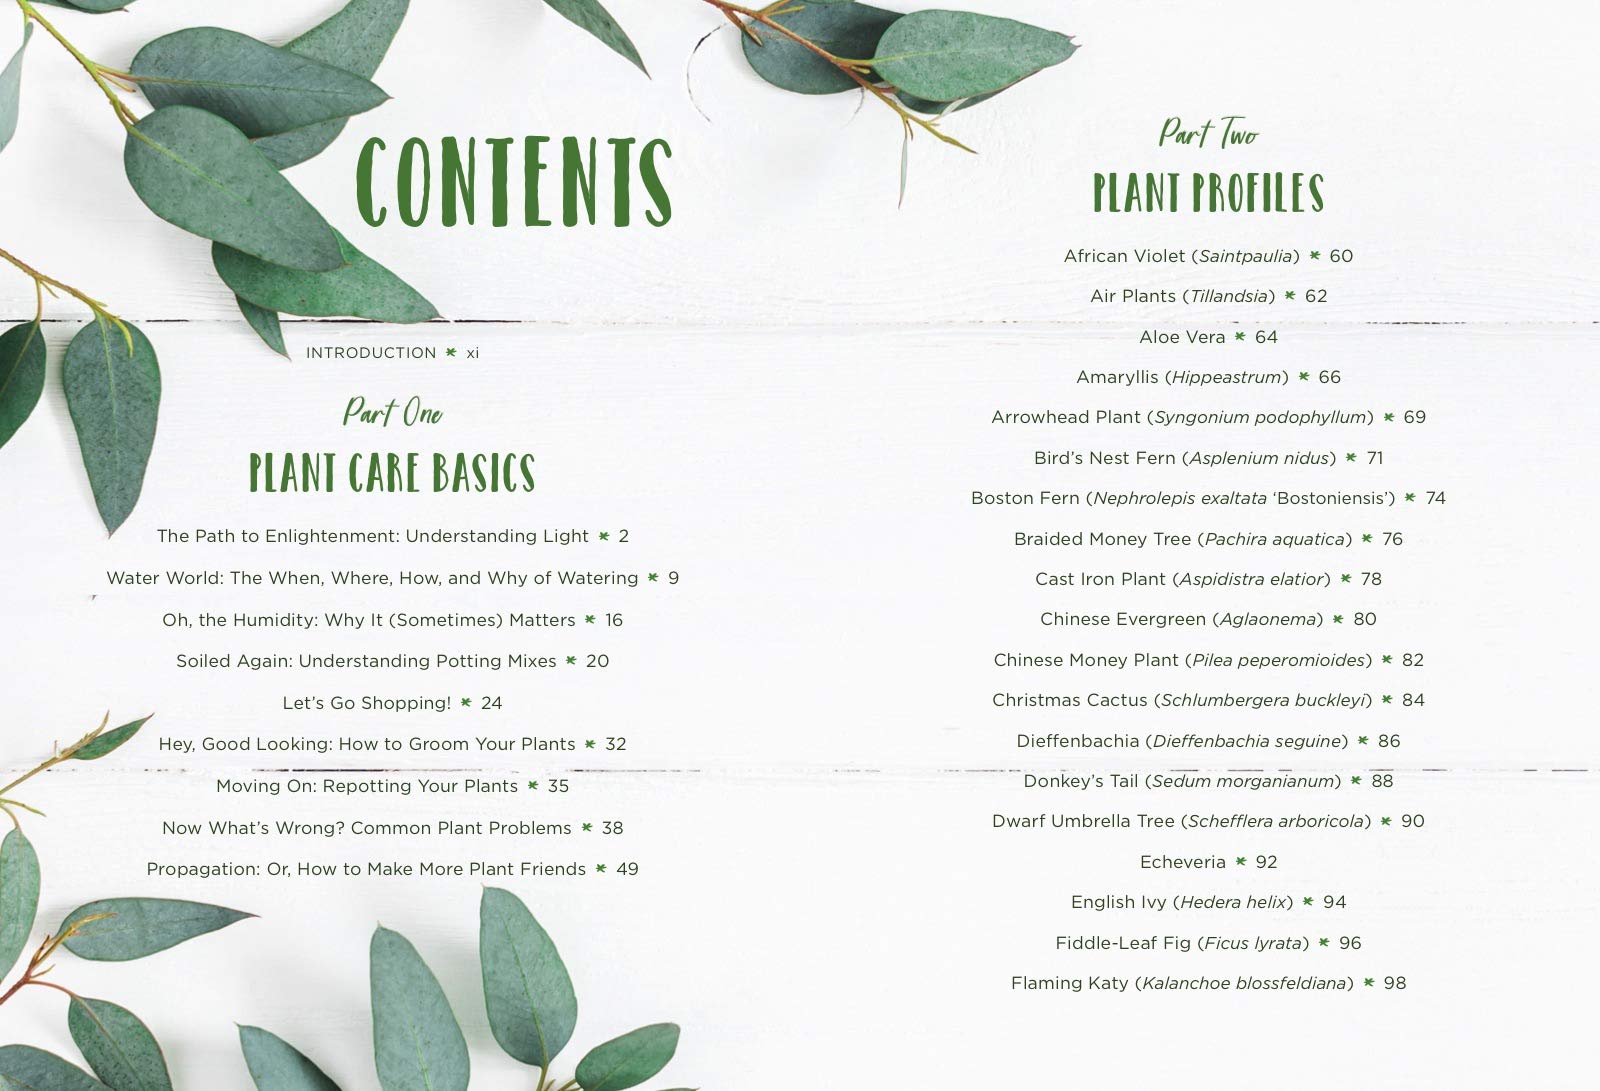 CONTENTS
INTRODUCTION * xi
Part One
PLANT CARE BASICS
The Path to Enlightenment: Understanding Light * 2
Water World: The When, Where, How, and Why of Watering * 9
Oh, the Humidity: Why It (Sometimes) Matters * 16
Soiled Again: Understanding Potting Mixes * 20
Let’s Go Shopping! * 24
Hey, Good Looking: How to Groom Your Plants * 32
Moving On: Repotting Your Plants * 35
Now What’s Wrong? Common Plant Problems * 38
Propagation: Or, How to Make More Plant Friends * 49
Part Two
PLANT PROFILES
African Violet (Saintpaulia) * 60
Air Plants (Tillandsia) * 62
Aloe Vera * 64
Amaryllis (Hippeastrum) * 66
Arrowhead Plant (Syngonium podophyllum) * 69
Bird’s Nest Fern (Asplenium nidus) * 71
Boston Fern (Nephrolepis exaltata ‘Bostoniensis’) * 74
Braided Money Tree (Pachira aquatica) * 76
Cast Iron Plant (Aspidistra elatior) * 78
Chinese Evergreen (Aglaonema) * 80
Chinese Money Plant (Pilea peperomioides) * 82
Christmas Cactus (Schlumbergera buckleyi) * 84
Dieffenbachia (Dieffenbachia seguine) * 86
Donkey’s Tail (Sedum morganianum) * 88
Dwarf Umbrella Tree (Schefflera arboricola) * 90
Echeveria * 92
English Ivy (Hedera helix) * 94
Fiddle-Leaf Fig (Ficus lyrata) * 96
Flaming Katy (Kalanchoe blossfeldiana) * 98